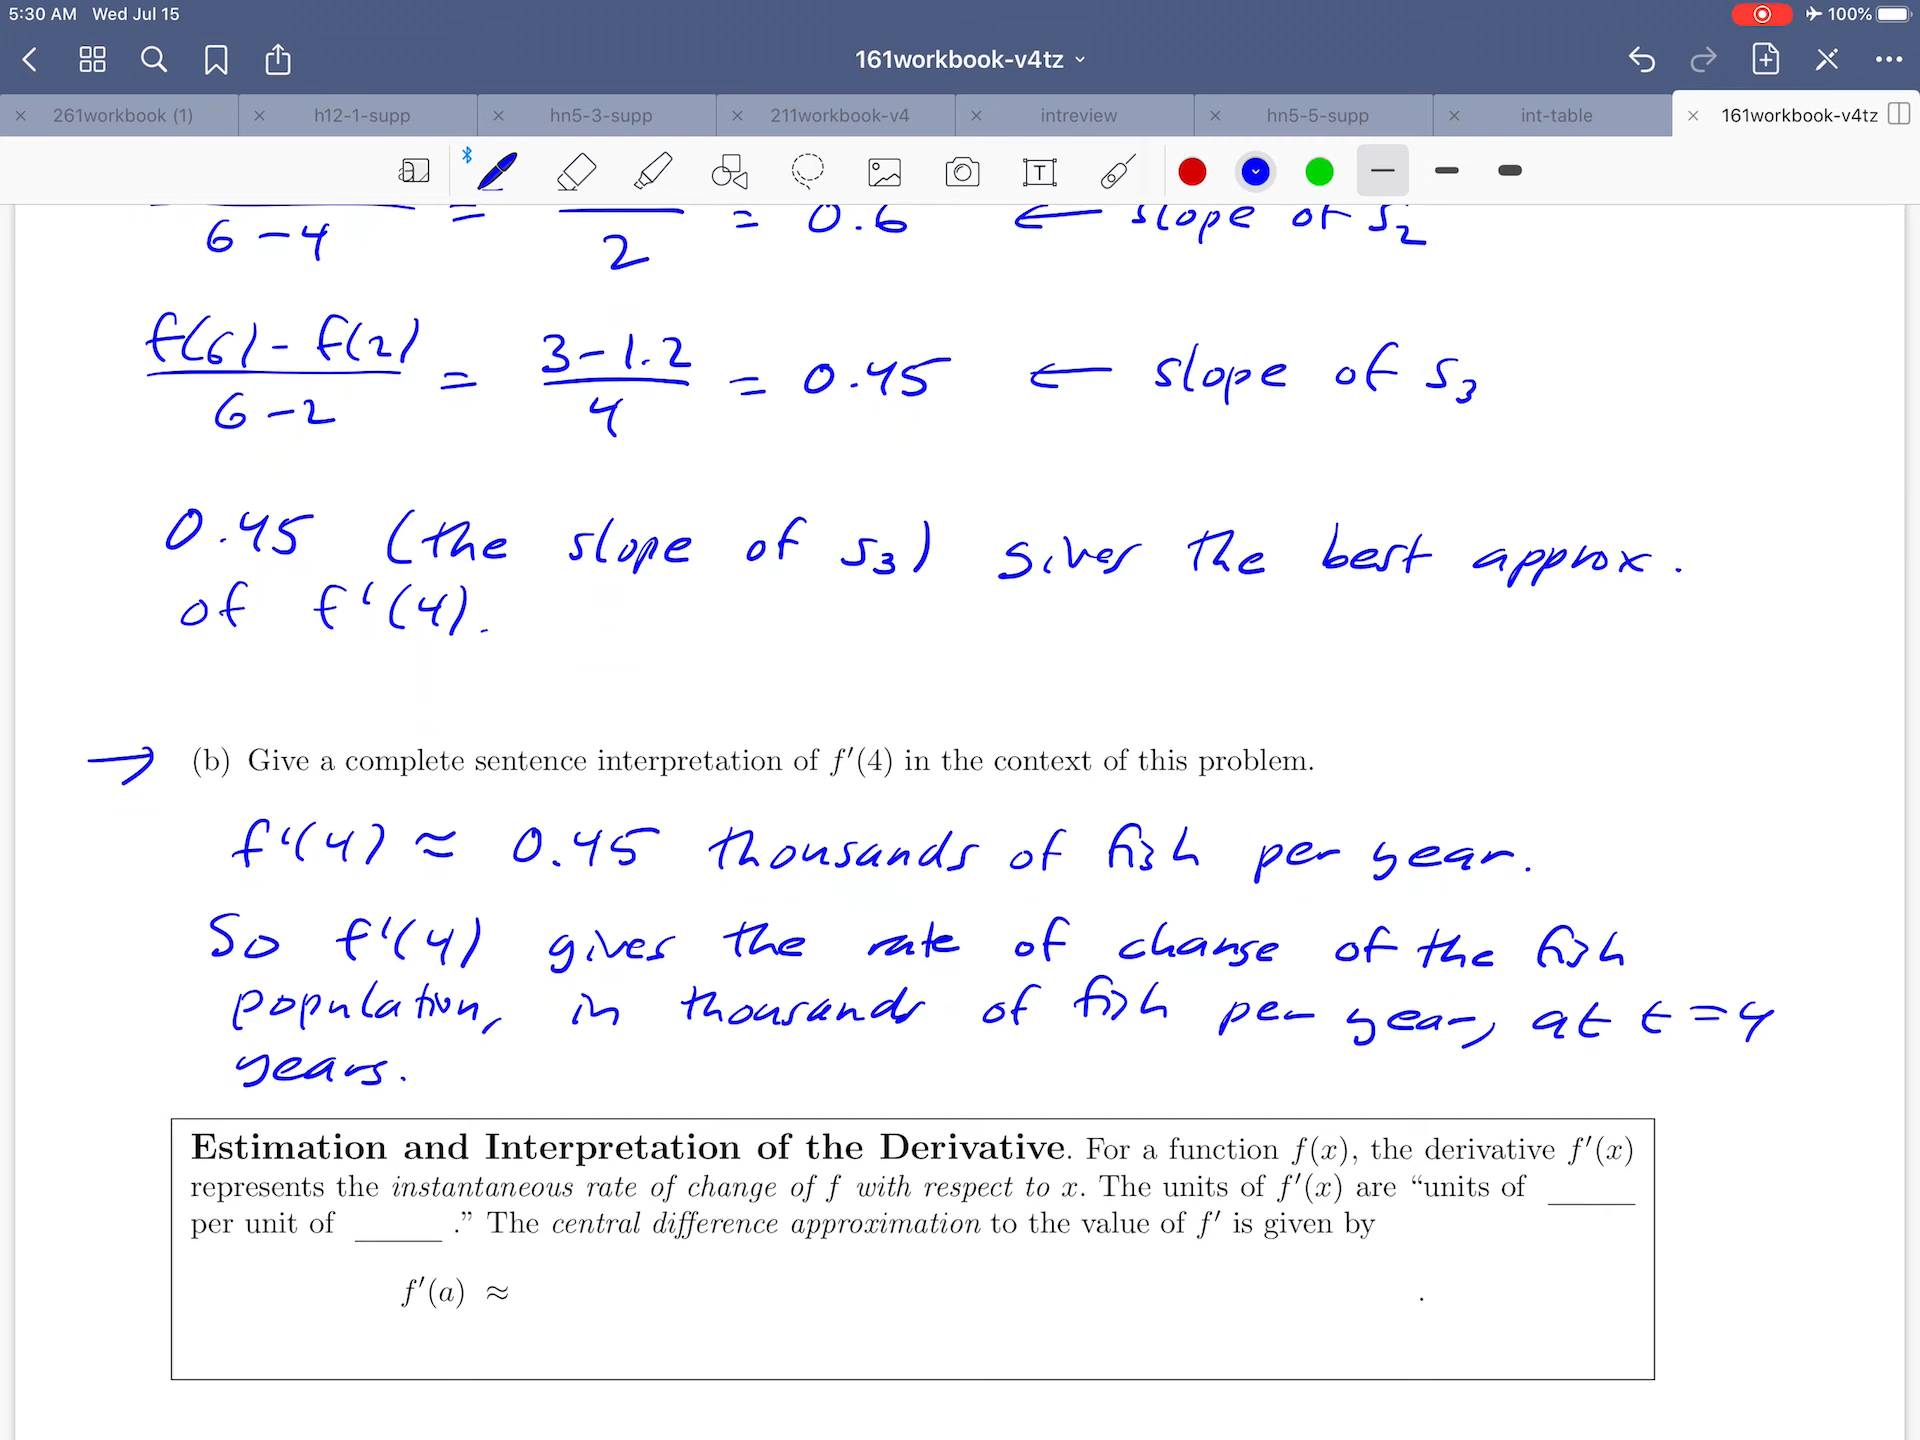 5:30 AM Wed Jul 15 100%
161workbook-v4tz
261workbook (1) h12-1-supp hn5-3-supp 211workbook-v4 intreview hn5-5-supp int-table 161workbook-v4tz
6 - 4 = 2 = 0.6 ← slope of s₂
f(6) - f(2) / 6 - 2 = 3 - 1.2 / 4 = 0.45 ← slope of s₃
0.45 (the slope of s₃) gives the best approx.
of f'(4).
→ (b) Give a complete sentence interpretation of f′(4) in the context of this problem.
f'(4) ≈ 0.45 thousands of fish per year.
So f'(4) gives the rate of change of the fish
population, in thousands of fish per year, at t = 4
years.
Estimation and Interpretation of the Derivative. For a function f(x), the derivative f′(x)
represents the instantaneous rate of change of f with respect to x. The units of f′(x) are “units of ______
per unit of ______.” The central difference approximation to the value of f′ is given by
f′(a) ≈ .